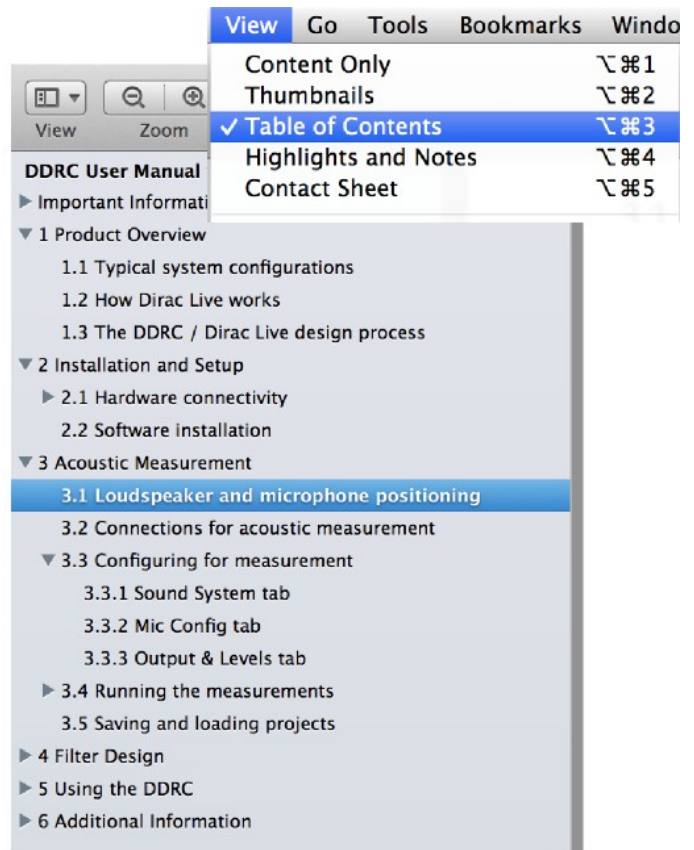 View Go Tools Bookmarks Windo
Content Only ⌥⌘1
Thumbnails ⌥⌘2
✓ Table of Contents ⌥⌘3
Highlights and Notes ⌥⌘4
Contact Sheet ⌥⌘5
View Zoom
DDRC User Manual
Important Informati
1 Product Overview
1.1 Typical system configurations
1.2 How Dirac Live works
1.3 The DDRC / Dirac Live design process
2 Installation and Setup
2.1 Hardware connectivity
2.2 Software installation
3 Acoustic Measurement
3.1 Loudspeaker and microphone positioning
3.2 Connections for acoustic measurement
3.3 Configuring for measurement
3.3.1 Sound System tab
3.3.2 Mic Config tab
3.3.3 Output & Levels tab
3.4 Running the measurements
3.5 Saving and loading projects
4 Filter Design
5 Using the DDRC
6 Additional Information